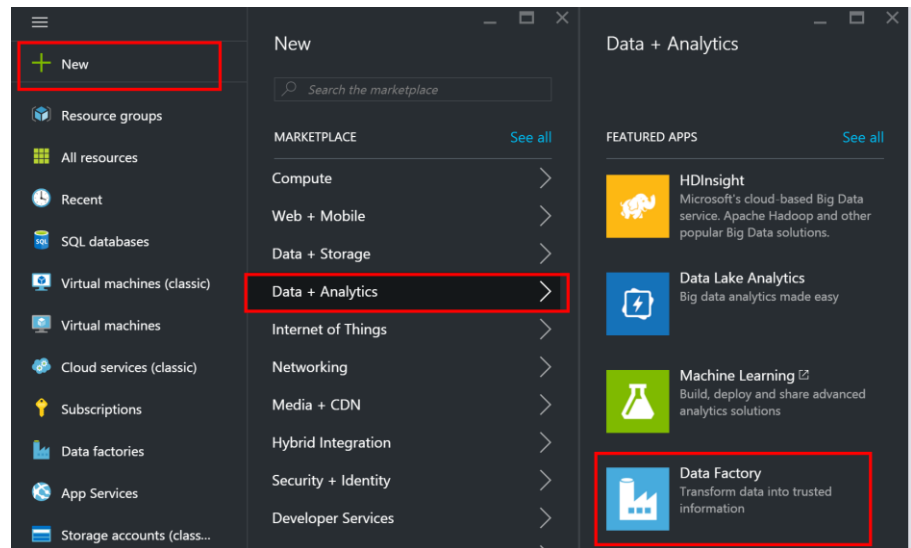 New
Resource groups
All resources
Recent
SQL databases
Virtual machines (classic)
Virtual machines
Cloud services (classic)
Subscriptions
Data factories
App Services
Storage accounts (class...
New
Search the marketplace
MARKETPLACE See all
Compute
Web + Mobile
Data + Storage
Data + Analytics
Internet of Things
Networking
Media + CDN
Hybrid Integration
Security + Identity
Developer Services
Data + Analytics
FEATURED APPS See all
HDInsight
Microsoft's cloud-based Big Data
service. Apache Hadoop and other
popular Big Data solutions.
Data Lake Analytics
Big data analytics made easy
Machine Learning
Build, deploy and share advanced
analytics solutions
Data Factory
Transform data into trusted
information